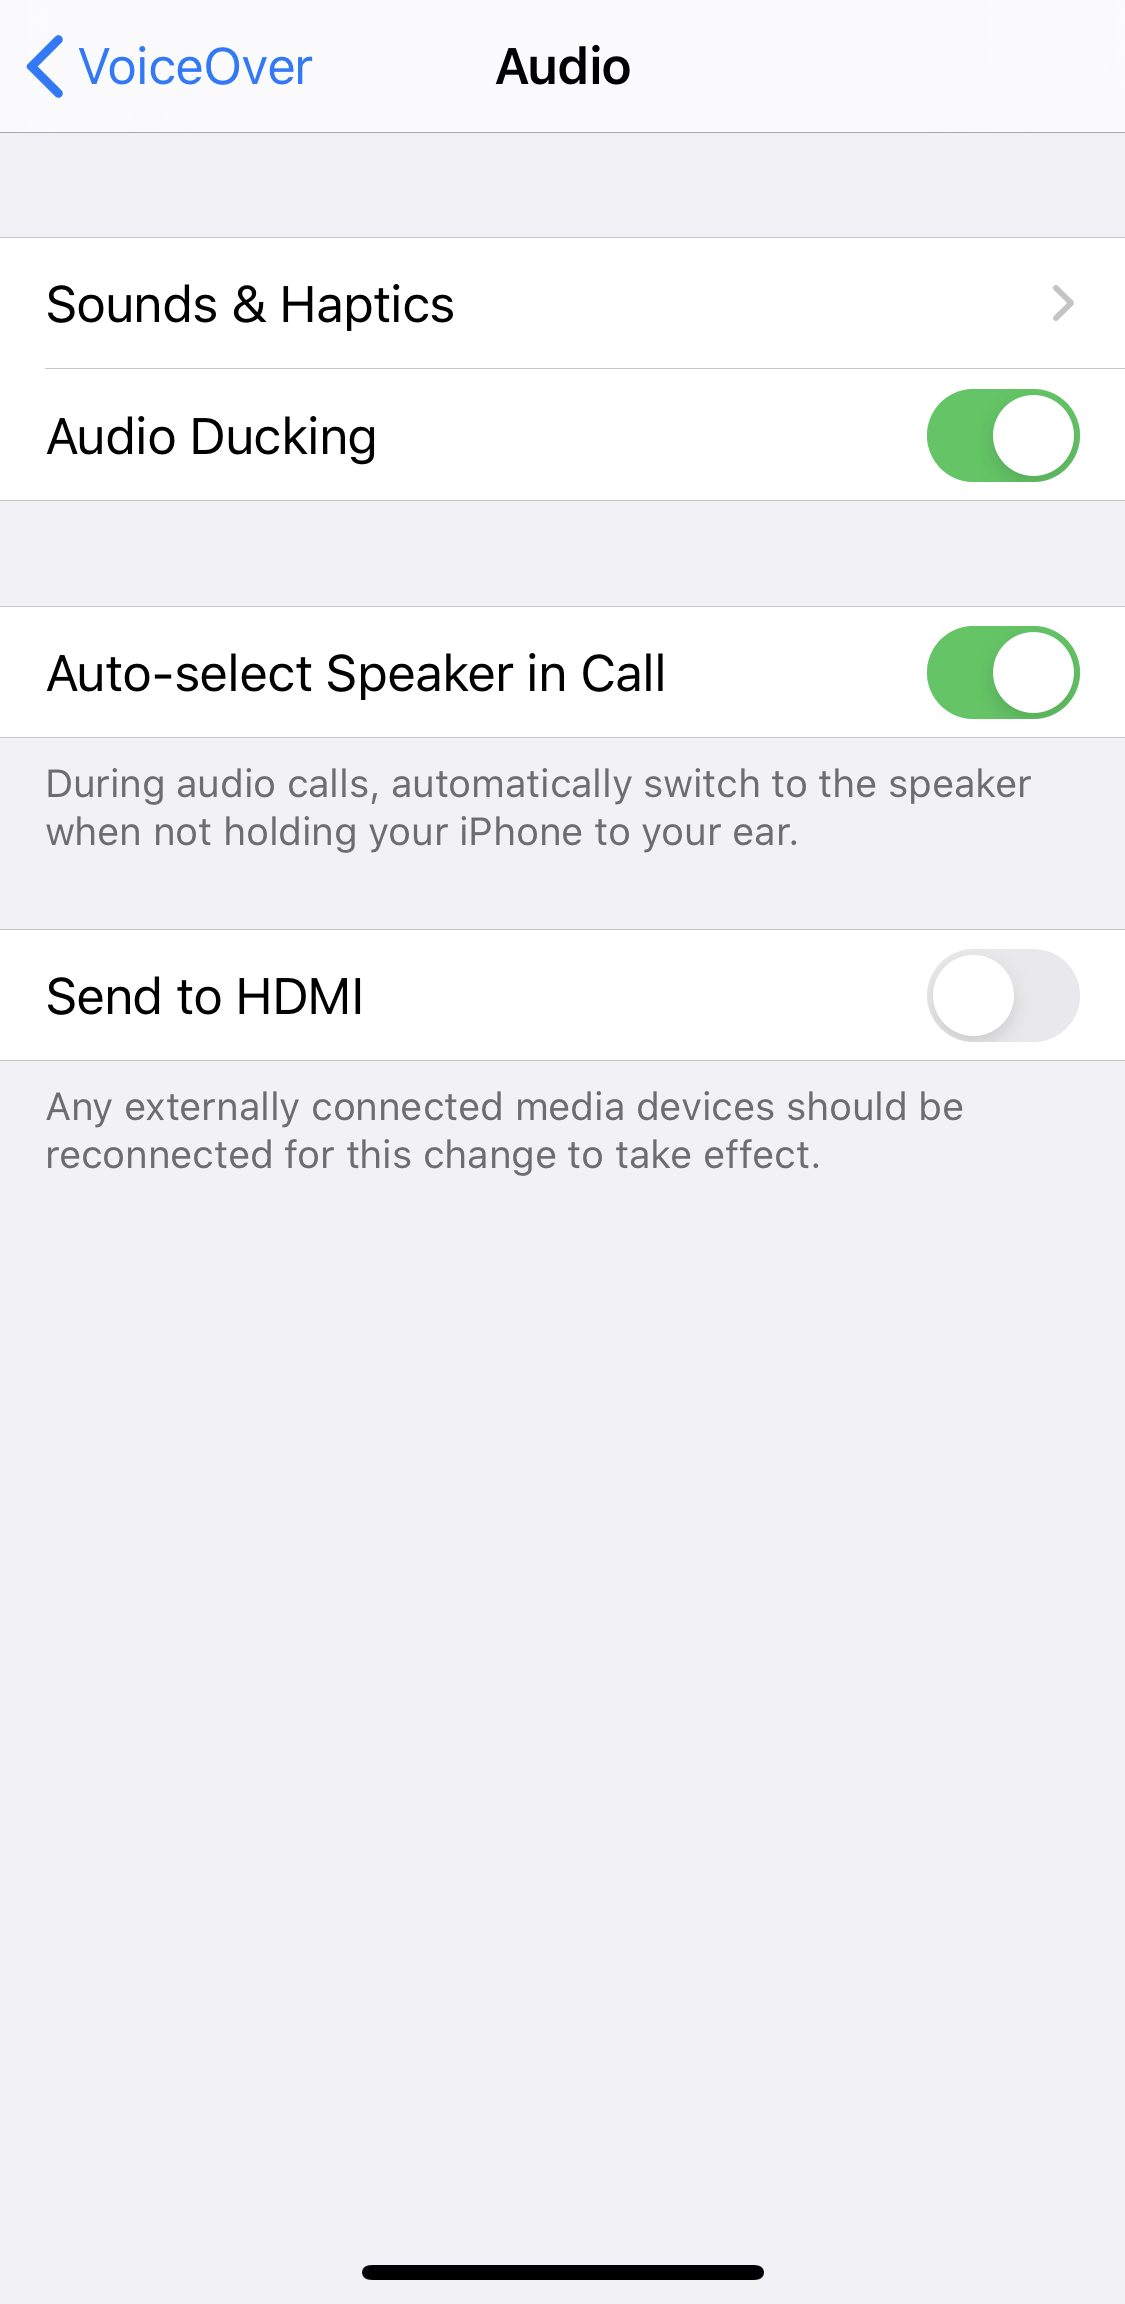 VoiceOver
Audio
Sounds & Haptics
Audio Ducking
Auto-select Speaker in Call
During audio calls, automatically switch to the speaker
when not holding your iPhone to your ear.
Send to HDMI
Any externally connected media devices should be
reconnected for this change to take effect.